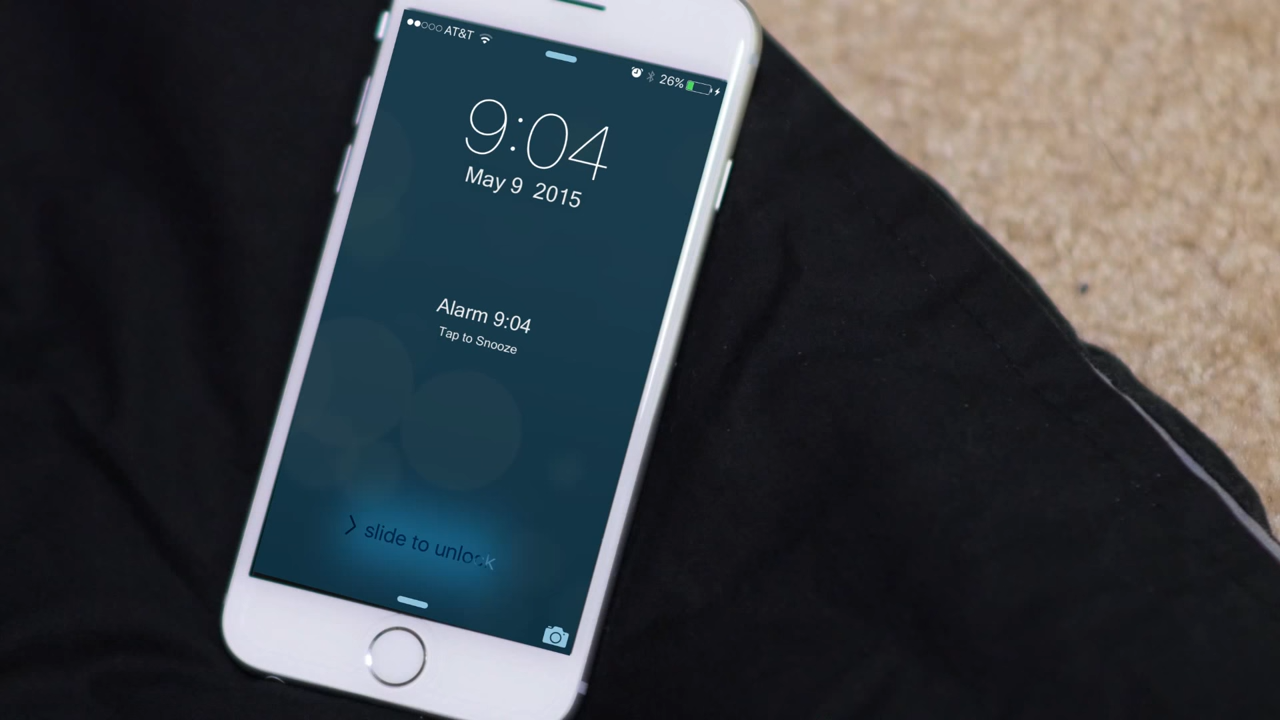 AT&T
26%
9:04
May 9 2015
Alarm 9:04
Tap to Snooze
> slide to unlock